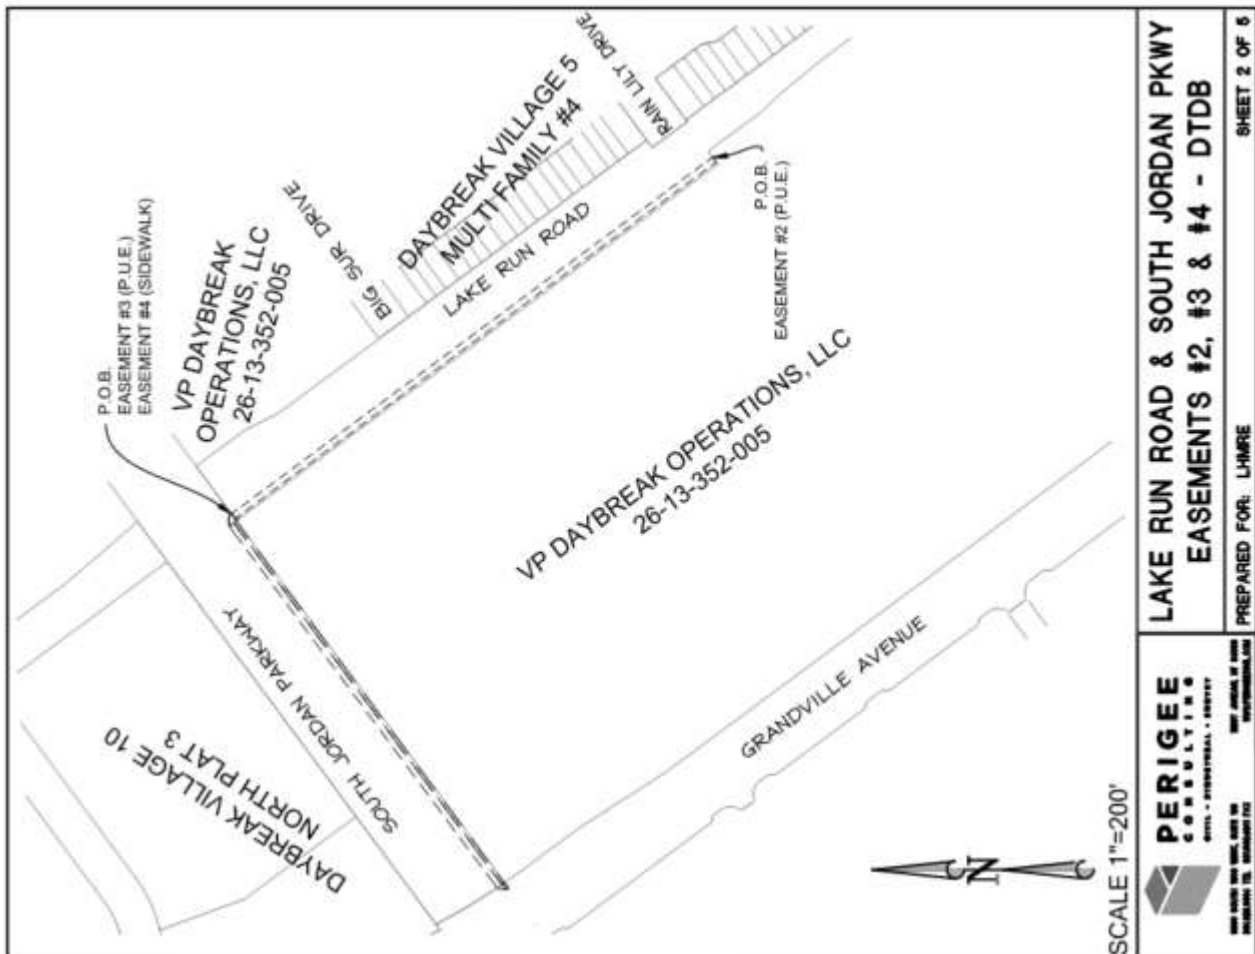 P.O.B.
EASEMENT #3 (P.U.E.)
EASEMENT #4 (SIDEWALK)
VP DAYBREAK
OPERATIONS, LLC
26-13-352-005
BIG SUR DRIVE
DAYBREAK VILLAGE 5
MULTI FAMILY #4
RAIN LILY DRIVE
LAKE RUN ROAD
P.O.B.
EASEMENT #2 (P.U.E.)
VP DAYBREAK OPERATIONS, LLC
26-13-352-005
SOUTH JORDAN PARKWAY
DAYBREAK VILLAGE 10
NORTH PLAT 3
GRANDVILLE AVENUE
N
SCALE 1"=200'
PERIGEE
CONSULTING
CIVIL • STRUCTURAL • SURVEY
LAKE RUN ROAD & SOUTH JORDAN PKWY
EASEMENTS #2, #3 & #4 - DTDB
PREPARED FOR: LHMRE
SHEET 2 OF 5